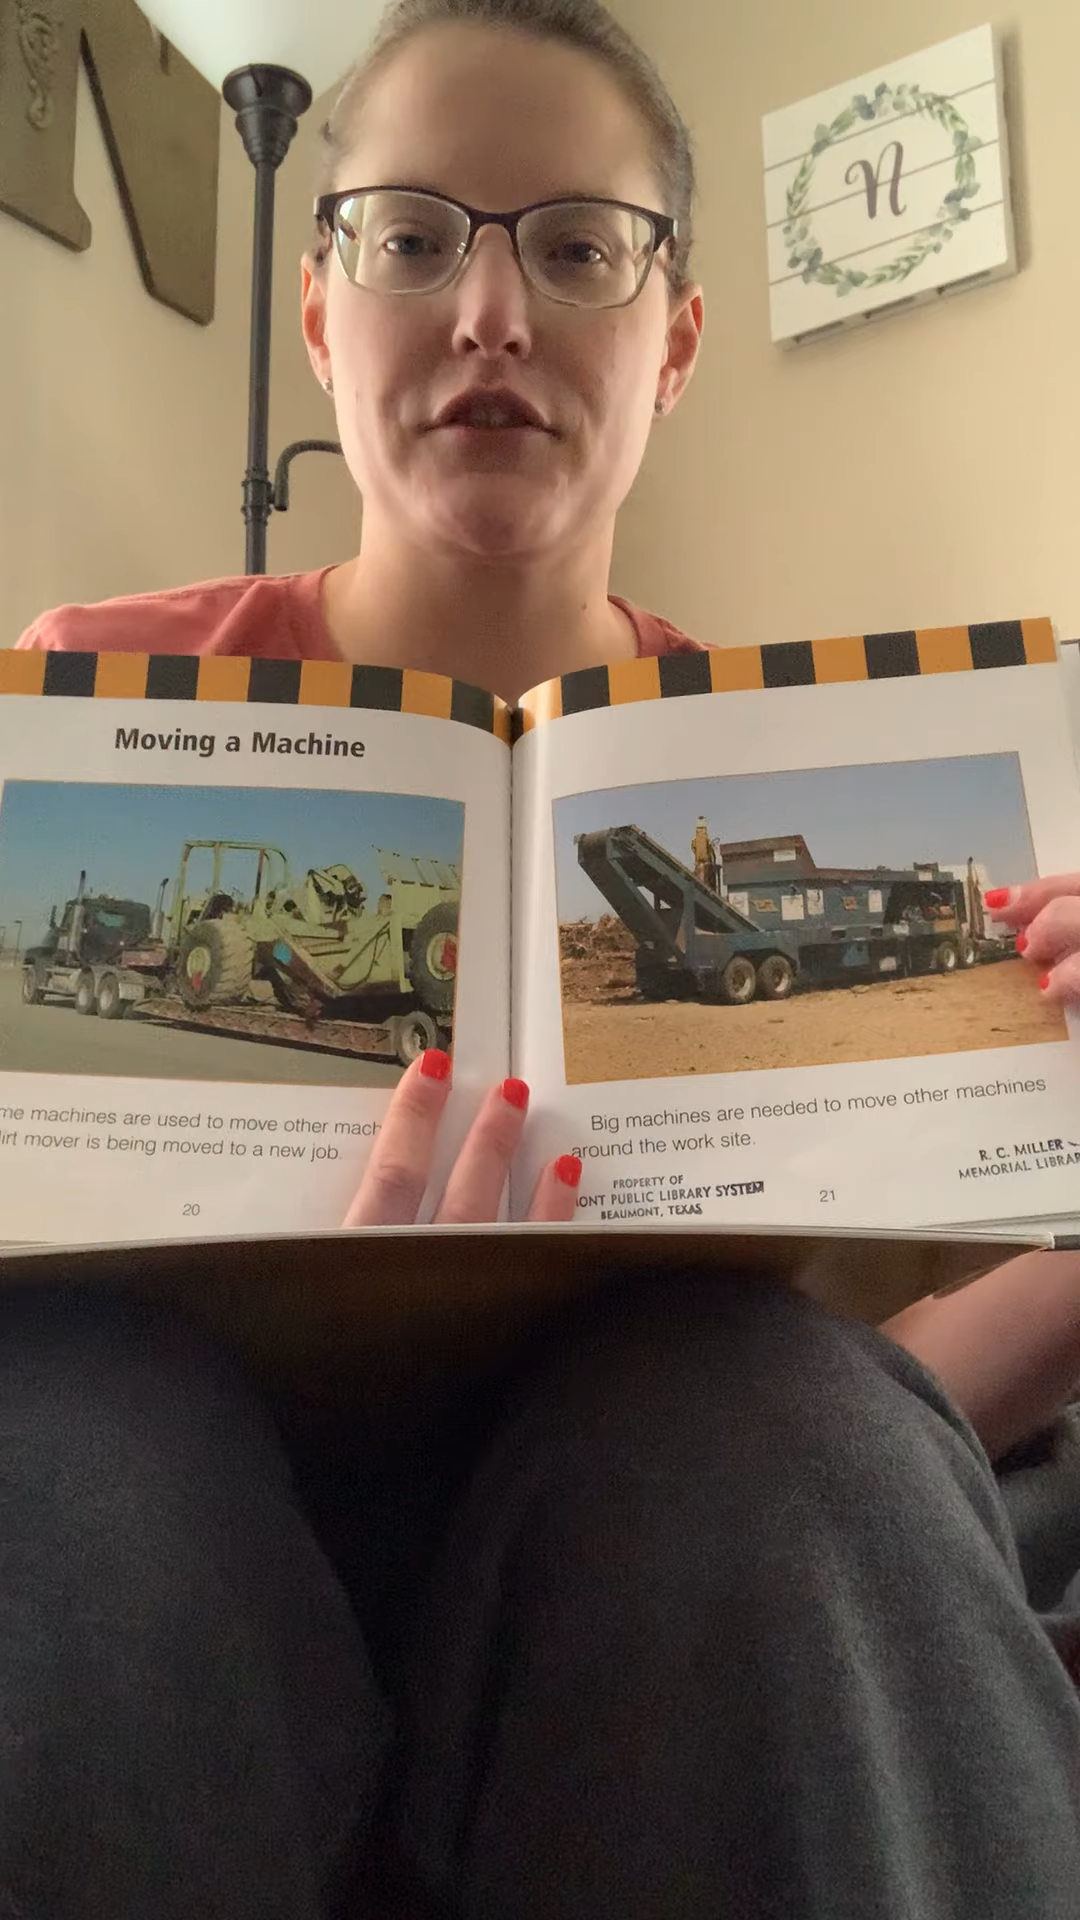 N
n
Moving a Machine
me machines are used to move other mach
irt mover is being moved to a new job.
20
Big machines are needed to move other machines
around the work site.
PROPERTY OF
ONT PUBLIC LIBRARY SYSTEM
BEAUMONT, TEXAS
21
R. C. MILLER
MEMORIAL LIBRAR